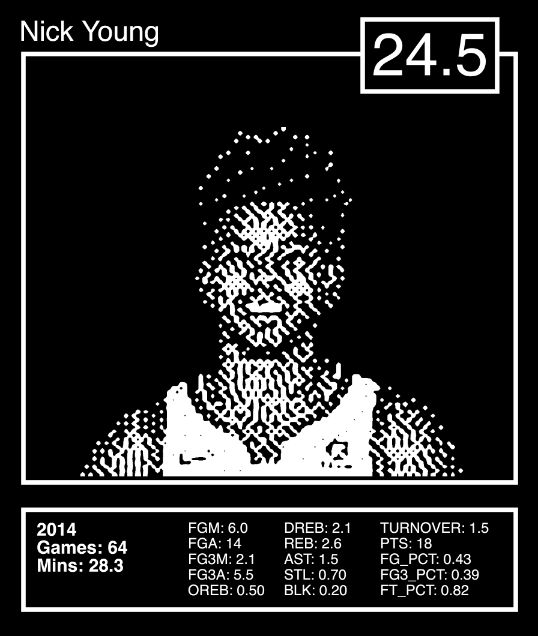 Nick Young
24.5
2014
Games: 64
Mins: 28.3
FGM: 6.0
FGA: 14
FG3M: 2.1
FG3A: 5.5
OREB: 0.50
DREB: 2.1
REB: 2.6
AST: 1.5
STL: 0.70
BLK: 0.20
TURNOVER: 1.5
PTS: 18
FG_PCT: 0.43
FG3_PCT: 0.39
FT_PCT: 0.82